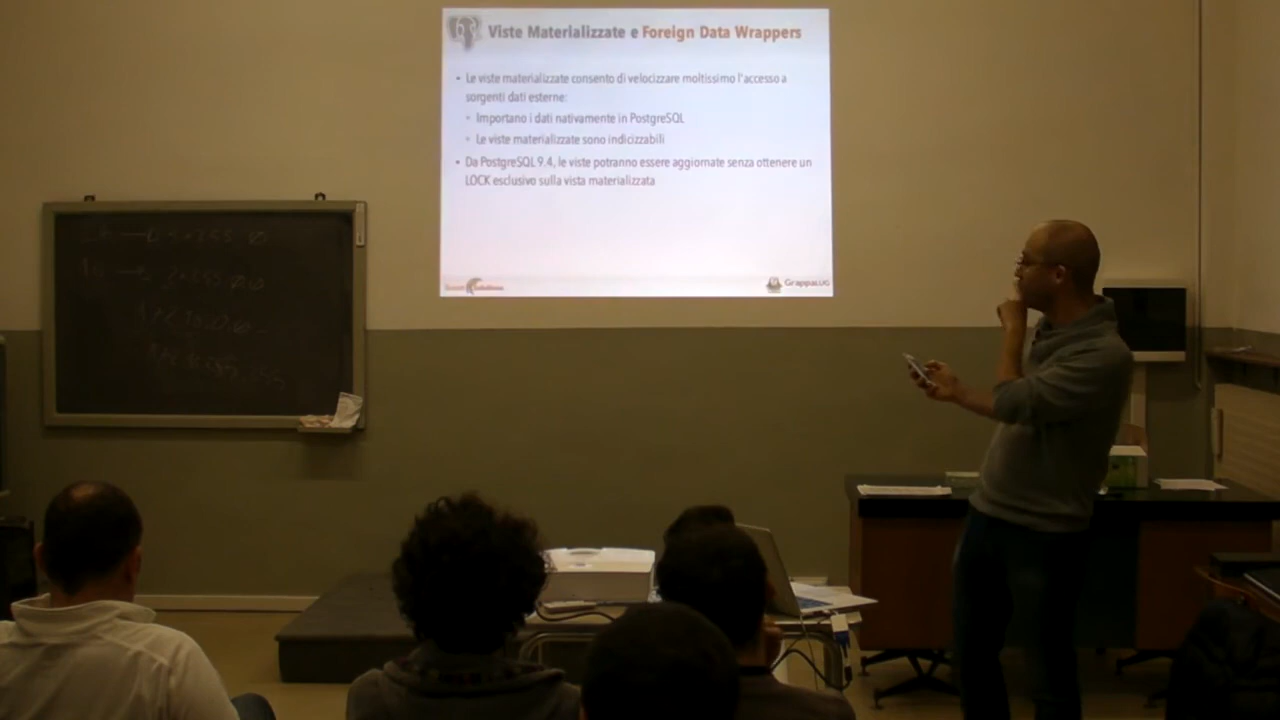 Viste Materializzate e Foreign Data Wrappers
• Le viste materializzate consento di velocizzare moltissimo l'accesso a
sorgenti dati esterne:
• Importano i dati nativamente in PostgreSQL
• Le viste materializzate sono indicizzabili
• Da PostgreSQL 9.4, le viste potranno essere aggiornate senza ottenere un
LOCK esclusivo sulla vista materializzata
GrappaLUG